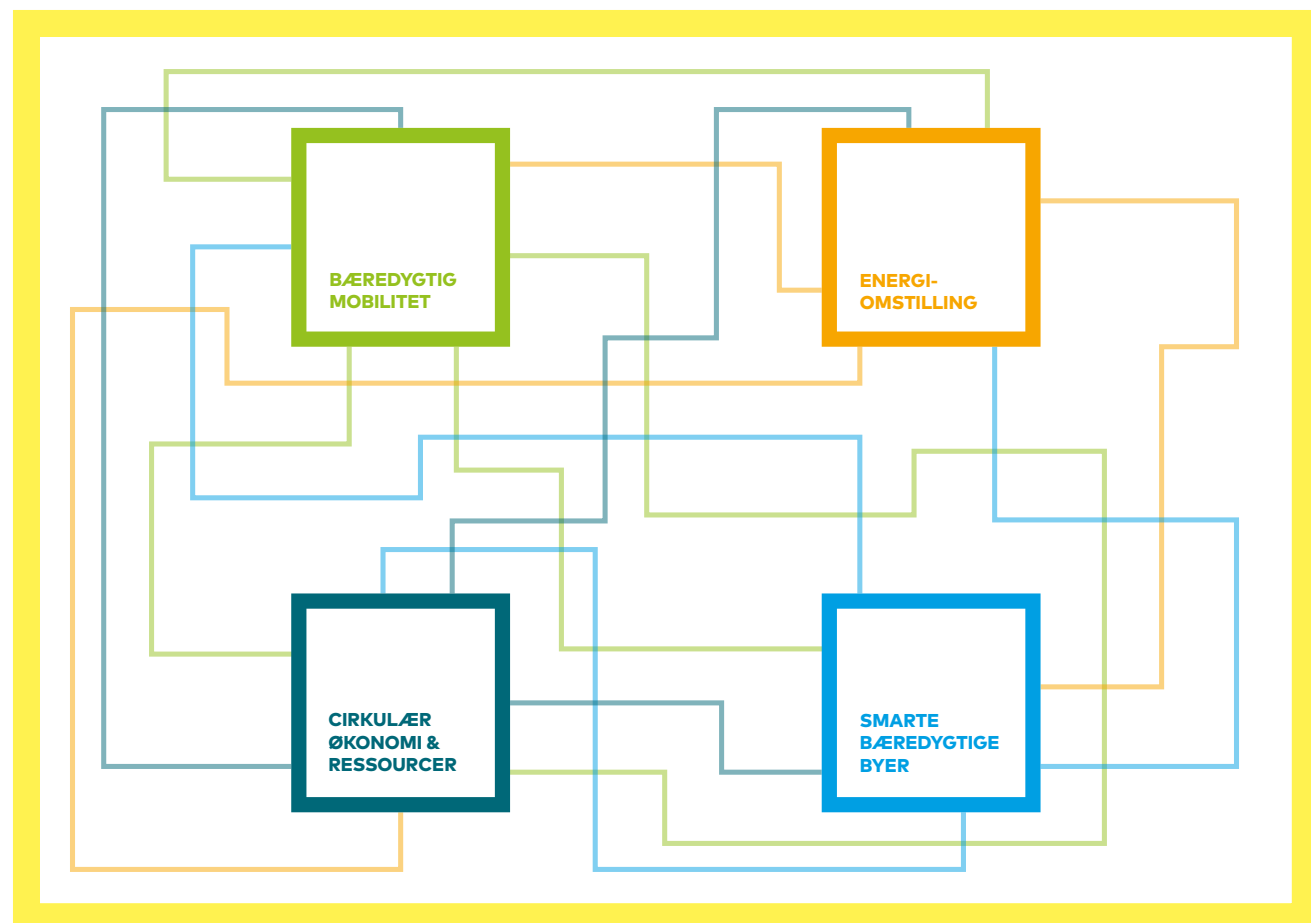 BÆREDYGTIG
MOBILITET
ENERGI-
OMSTILLING
CIRKULÆR
ØKONOMI &
RESSOURCER
SMARTE
BÆREDYGTIGE
BYER